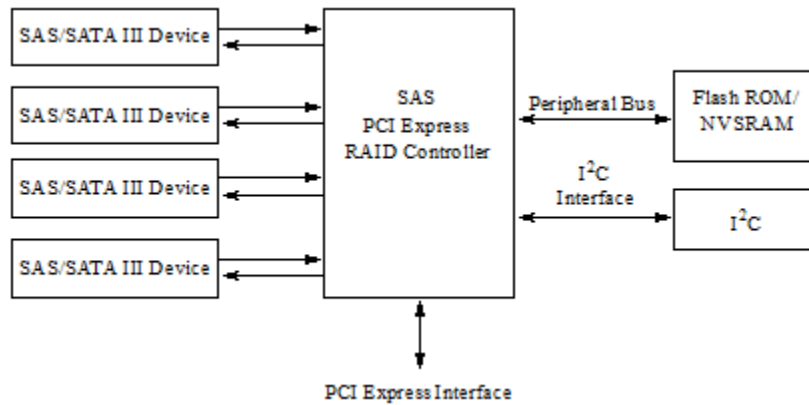 SAS/SATA III Device
SAS/SATA III Device
SAS/SATA III Device
SAS/SATA III Device
SAS
PCI Express
RAID Controller
Peripheral Bus
I²C
Interface
Flash ROM/
NVSRAM
I²C
PCI Express Interface